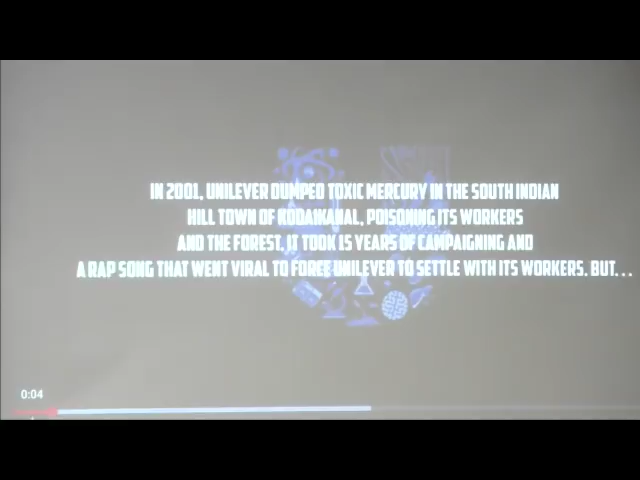 IN 2001, UNILEVER DUMPED TOXIC MERCURY IN THE SOUTH INDIAN
HILL TOWN OF KODAIKANAL, POISONING ITS WORKERS
AND THE FOREST. IT TOOK 15 YEARS OF CAMPAIGNING AND
A RAP SONG THAT WENT VIRAL TO FORCE UNILEVER TO SETTLE WITH ITS WORKERS. BUT. . .
0:04